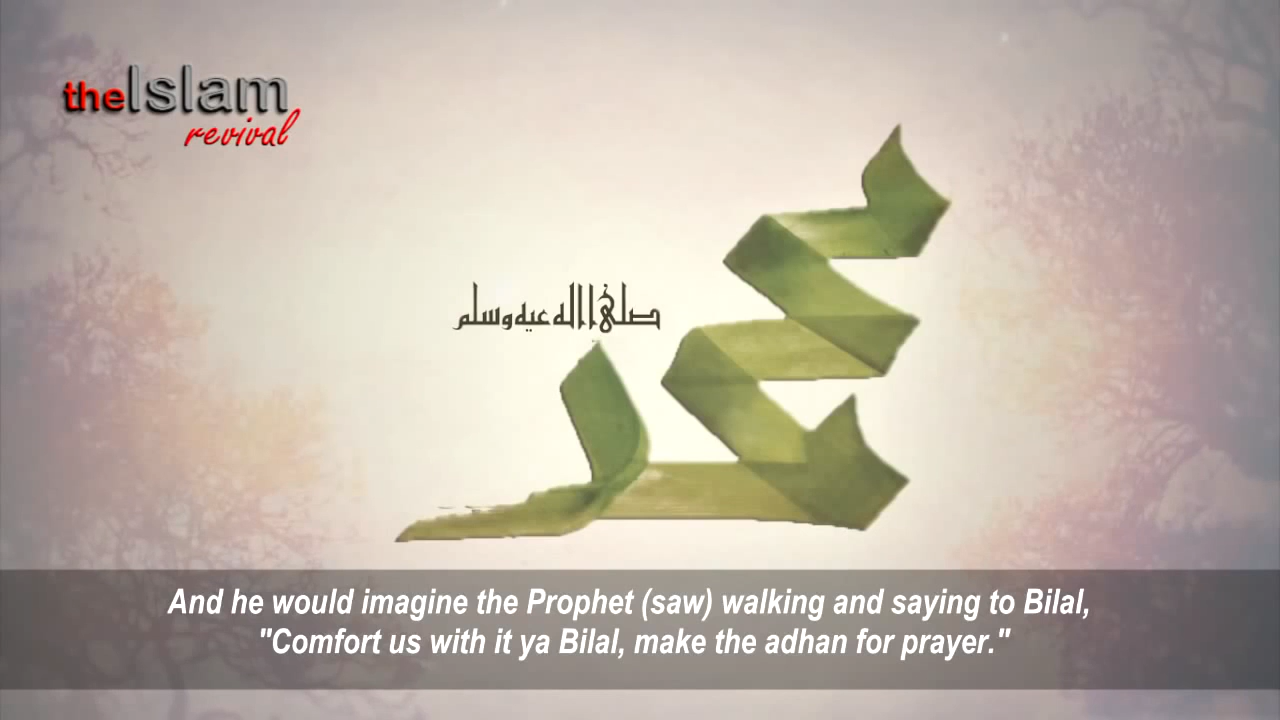 theIslam
revival
محمد
صلى الله عليه وسلم
And he would imagine the Prophet (saw) walking and saying to Bilal,
"Comfort us with it ya Bilal, make the adhan for prayer."